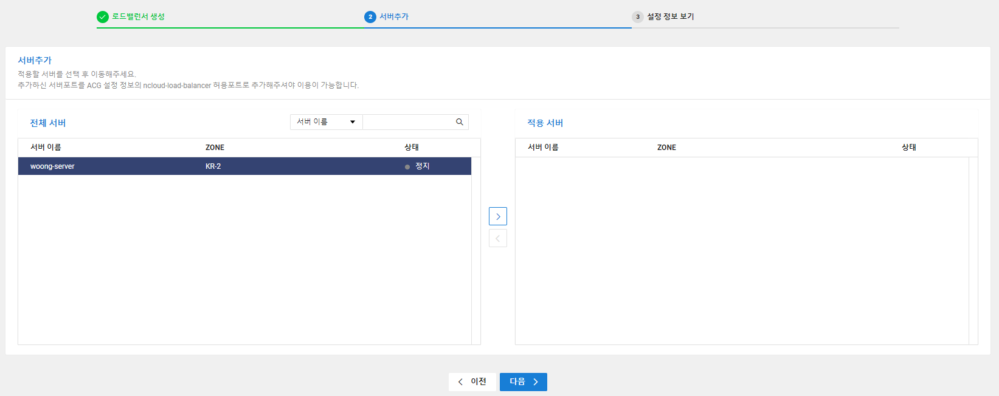 로드밸런서 생성
2 서버추가
3 설정 정보 보기
서버추가
적용할 서버를 선택 후 이동해주세요.
추가하신 서버포트를 ACG 설정 정보의 ncloud-load-balancer 허용포트로 추가해주셔야 이용이 가능합니다.
전체 서버
서버 이름
서버 이름 ZONE 상태
woong-server KR-2 정지
적용 서버
서버 이름 ZONE 상태
이전
다음